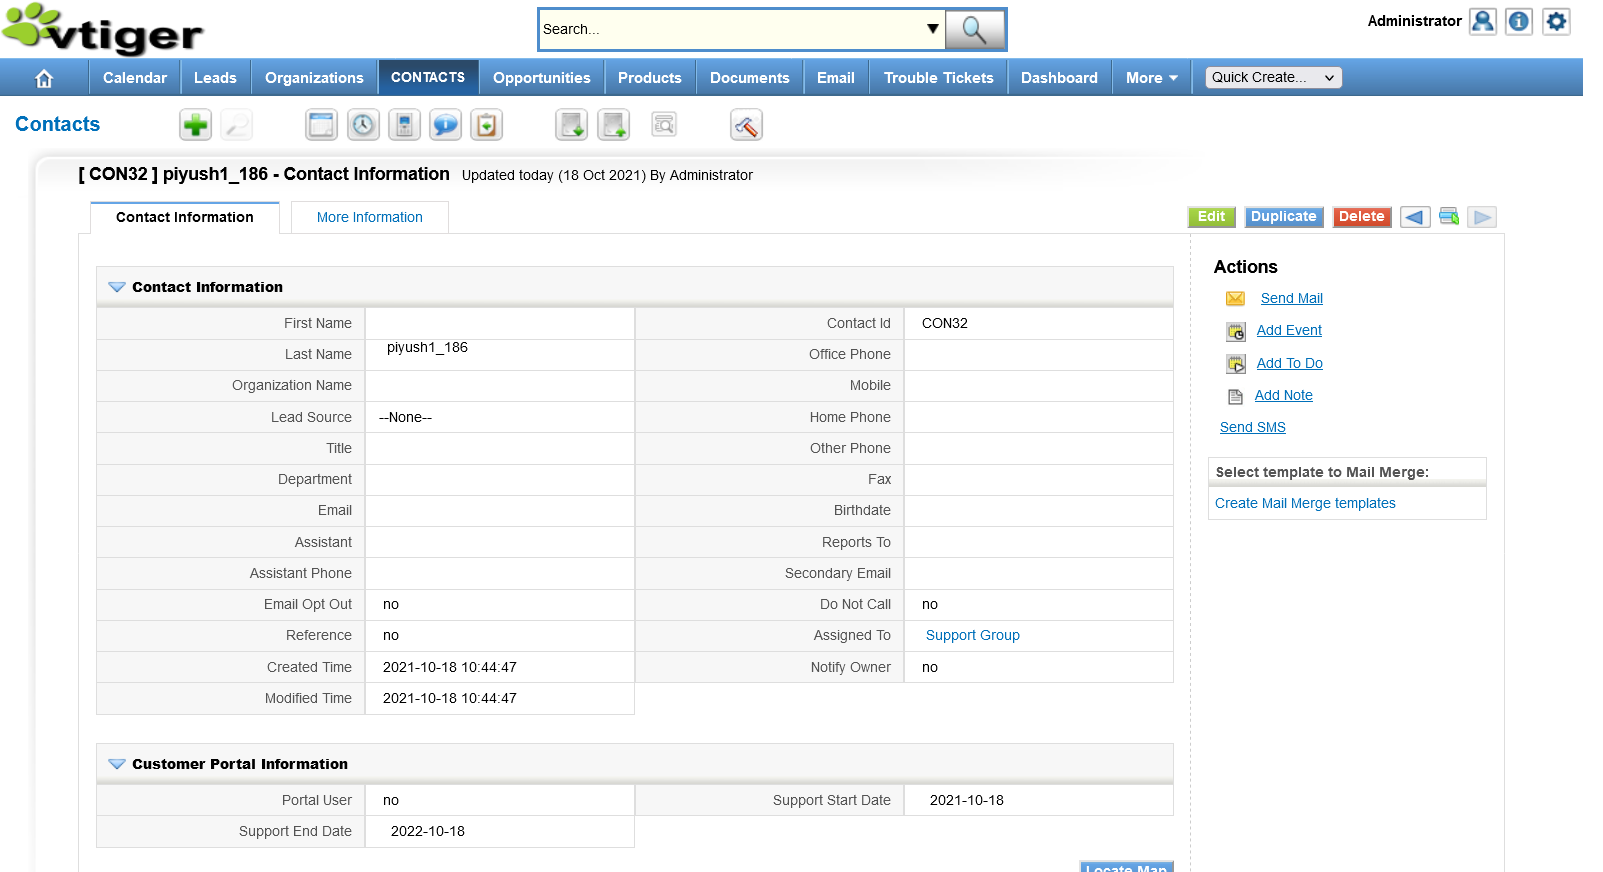 vtiger
Search...
Administrator
Calendar Leads Organizations CONTACTS Opportunities Products Documents Email Trouble Tickets Dashboard More Quick Create...
Contacts
[ CON32 ] piyush1_186 - Contact Information Updated today (18 Oct 2021) By Administrator
Contact Information More Information
Edit Duplicate Delete
Contact Information
First Name Contact Id CON32
Last Name piyush1_186 Office Phone
Organization Name Mobile
Lead Source --None-- Home Phone
Title Other Phone
Department Fax
Email Birthdate
Assistant Reports To
Assistant Phone Secondary Email
Email Opt Out no Do Not Call no
Reference no Assigned To Support Group
Created Time 2021-10-18 10:44:47 Notify Owner no
Modified Time 2021-10-18 10:44:47
Customer Portal Information
Portal User no Support Start Date 2021-10-18
Support End Date 2022-10-18
Locate Map
Actions
Send Mail
Add Event
Add To Do
Add Note
Send SMS
Select template to Mail Merge:
Create Mail Merge templates